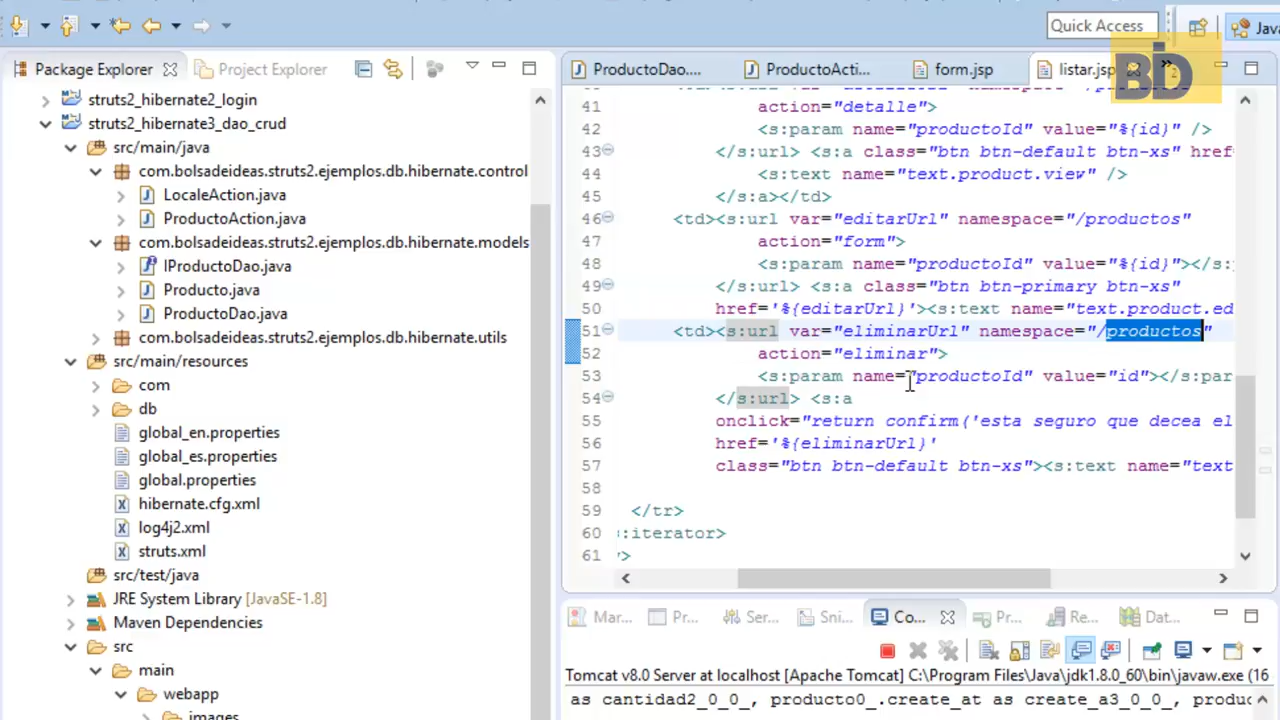 Quick Access
Java
Package Explorer
Project Explorer
ProductoDao....
ProductoActi...
form.jsp
listar.jsp
BD
struts2_hibernate2_login
struts2_hibernate3_dao_crud
src/main/java
com.bolsadeideas.struts2.ejemplos.db.hibernate.control
LocaleAction.java
ProductoAction.java
com.bolsadeideas.struts2.ejemplos.db.hibernate.models
IProductoDao.java
Producto.java
ProductoDao.java
com.bolsadeideas.struts2.ejemplos.db.hibernate.utils
src/main/resources
com
db
global_en.properties
global_es.properties
global.properties
hibernate.cfg.xml
log4j2.xml
struts.xml
src/test/java
JRE System Library [JavaSE-1.8]
Maven Dependencies
src
main
webapp
images
41 action="detalle">
42 <s:param name="productoId" value="%{id}" />
43 </s:url> <s:a class="btn btn-default btn-xs" href
44 <s:text name="text.product.view" />
45 </s:a></td>
46 <td><s:url var="editarUrl" namespace="/productos"
47 action="form">
48 <s:param name="productoId" value="%{id}"></s:
49 </s:url> <s:a class="btn btn-primary btn-xs"
50 href='%{editarUrl}'><s:text name="text.product.ed
51 <td><s:url var="eliminarUrl" namespace="/productos"
52 action="eliminar">
53 <s:param name="productoId" value="id"></s:par
54 </s:url> <s:a
55 onclick="return confirm('esta seguro que decea el
56 href='%{eliminarUrl}'
57 class="btn btn-default btn-xs"><s:text name="text
58
59 </tr>
60 :iterator>
61 >
Mar...
Pr...
Ser...
Sni...
Co...
Pr...
Re...
Dat...
Tomcat v8.0 Server at localhost [Apache Tomcat] C:\Program Files\Java\jdk1.8.0_60\bin\javaw.exe (16
as cantidad2_0_0_, producto0_.create_at as create_a3_0_0_, produc